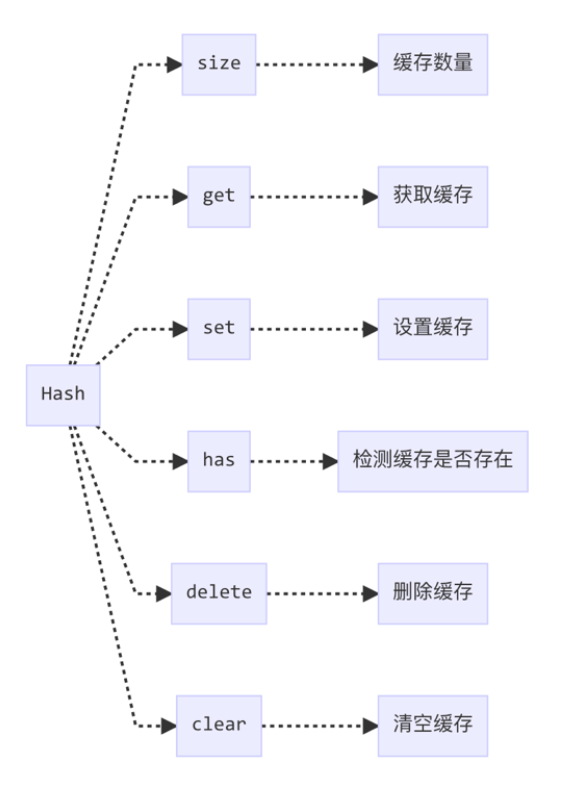 size
缓存数量
get
获取缓存
set
设置缓存
Hash
has
检测缓存是否存在
delete
删除缓存
clear
清空缓存